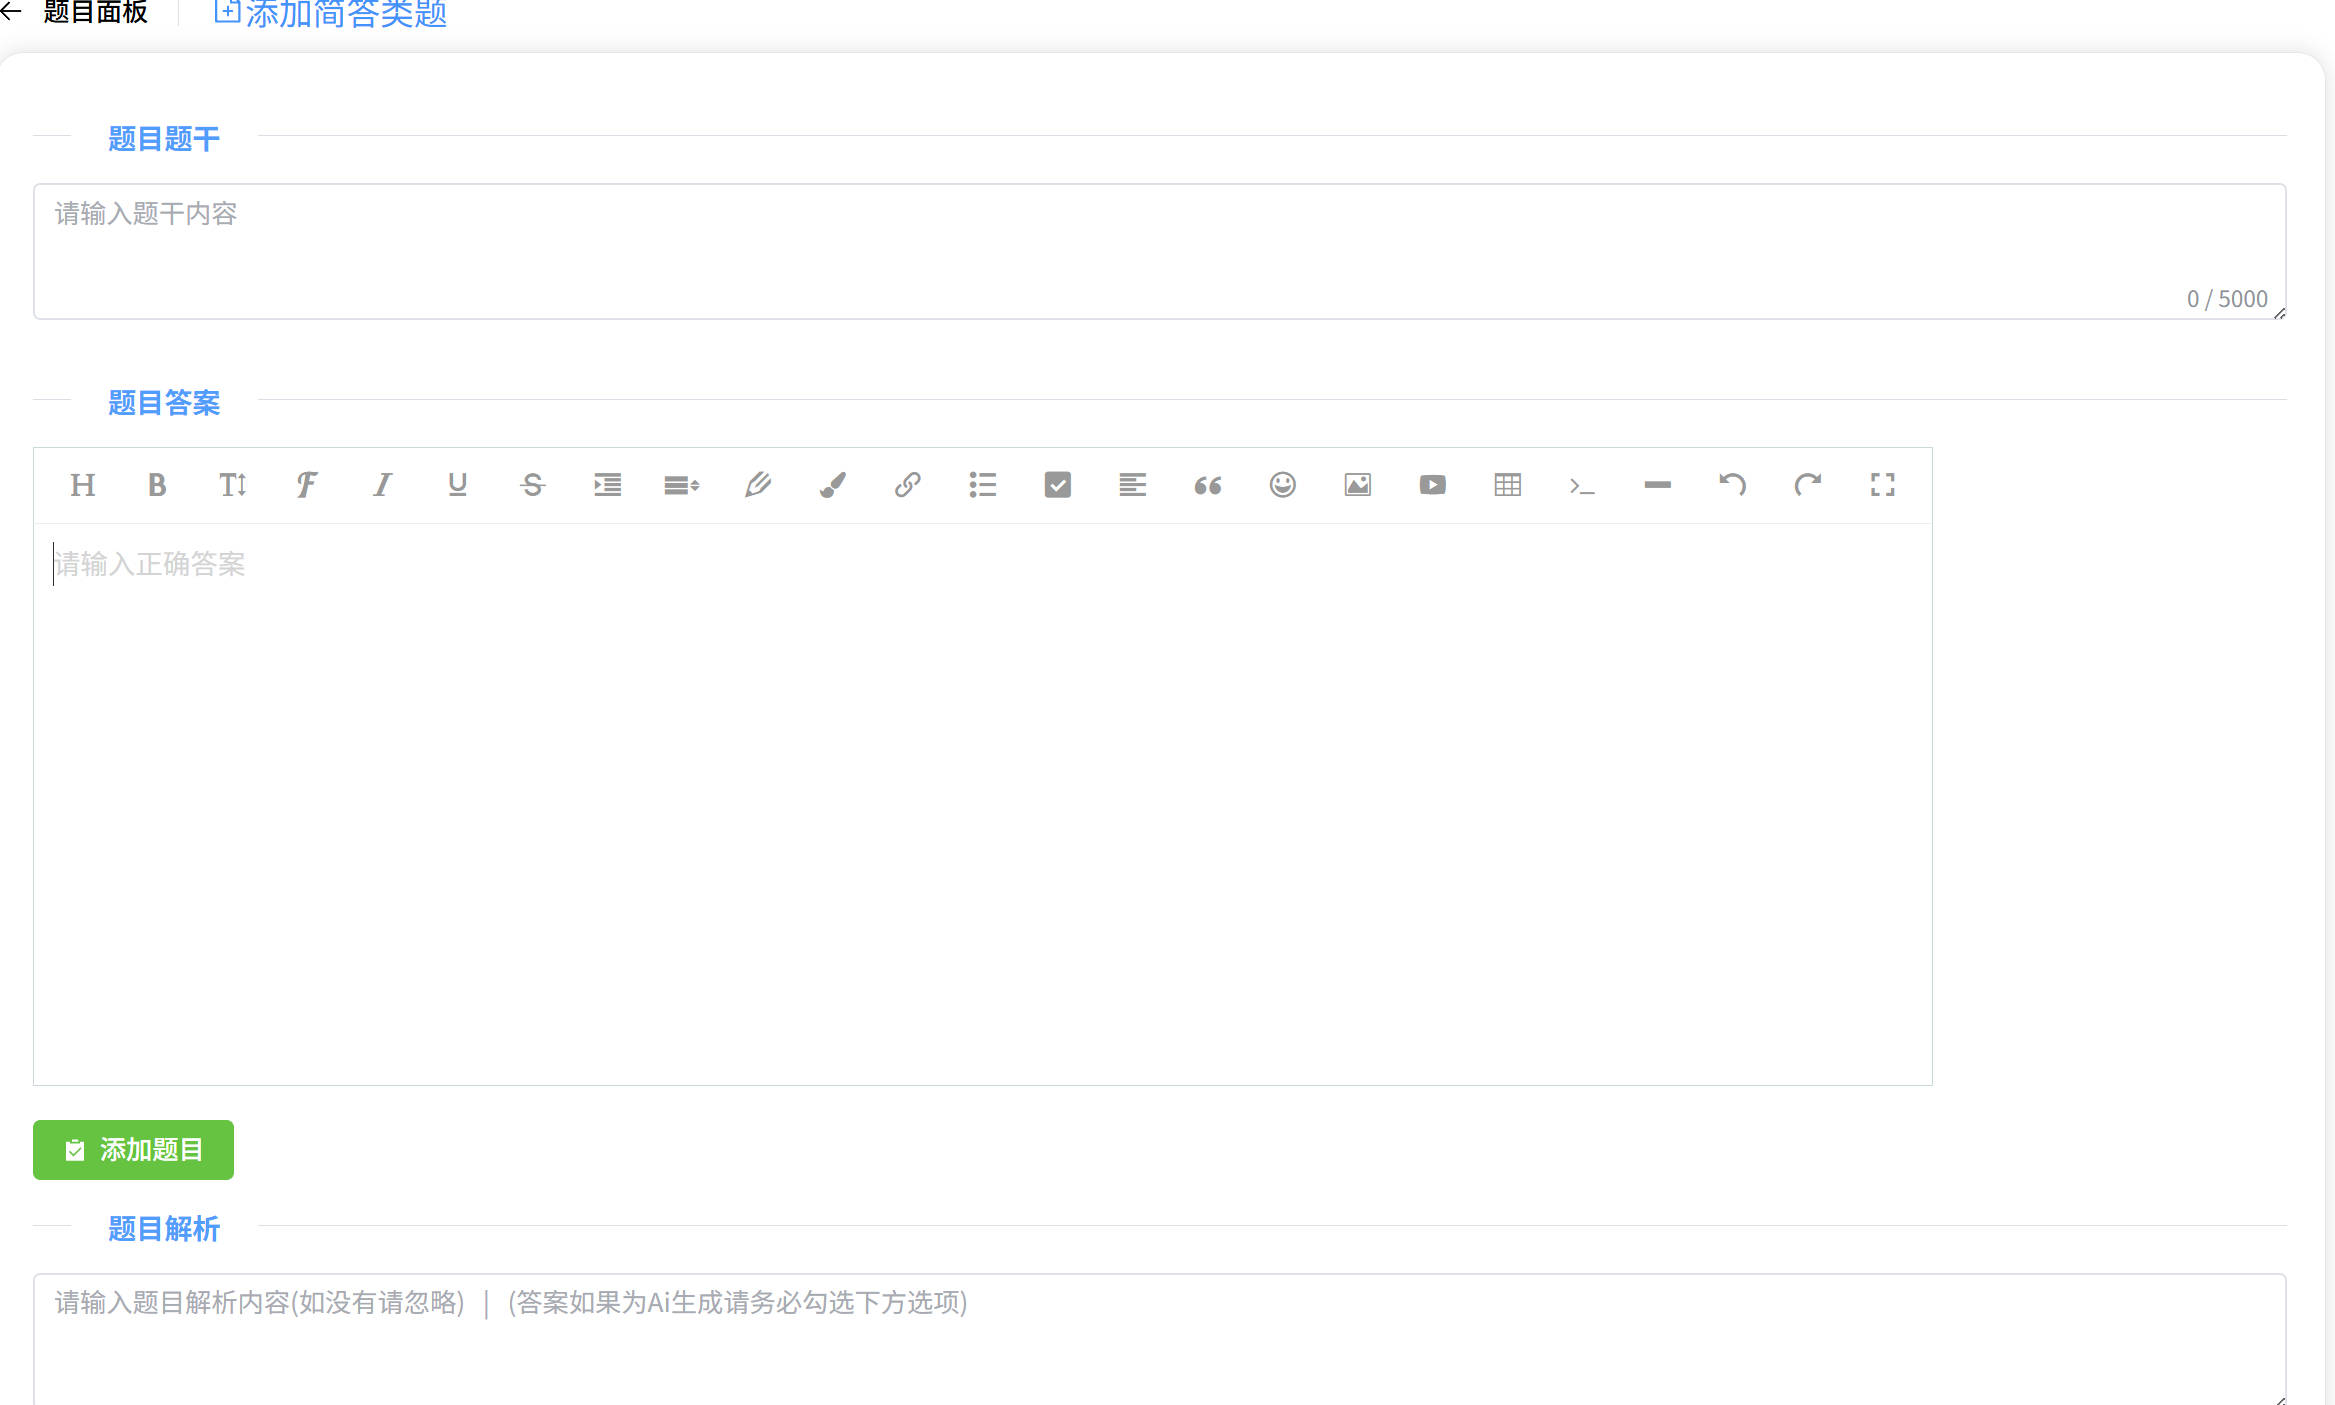 题目面板 添加简答类题
题目题干
请输入题干内容
0 / 5000
题目答案
请输入正确答案
添加题目
题目解析
请输入题目解析内容(如没有请忽略) | (答案如果为Ai生成请务必勾选下方选项)